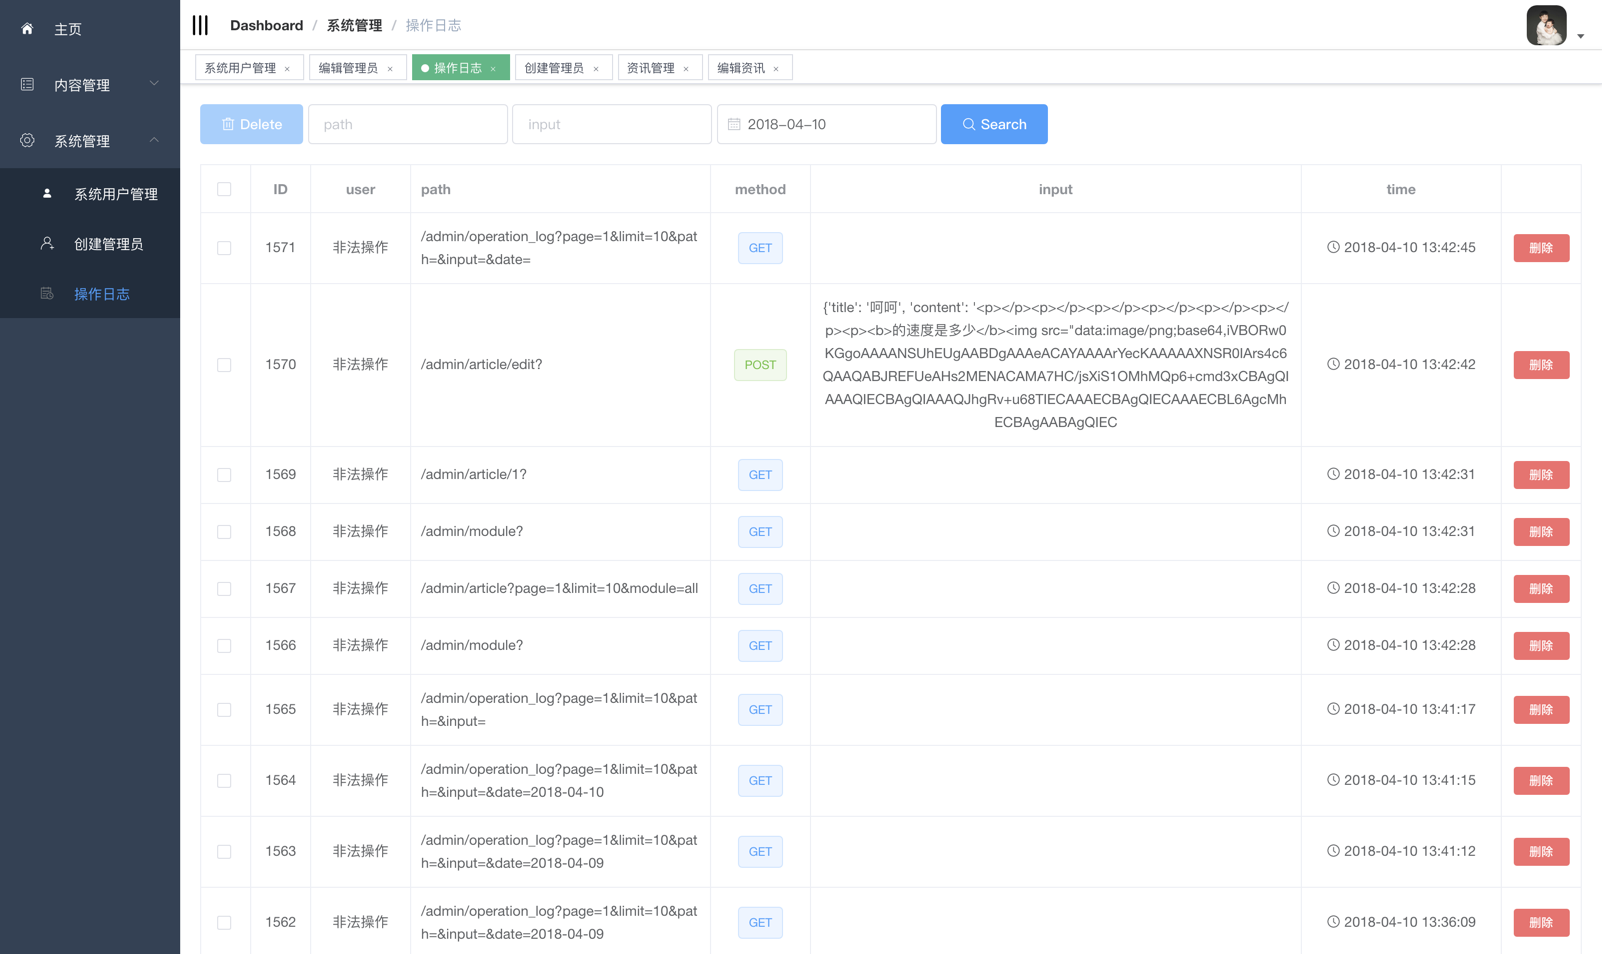 主页
内容管理
系统管理
系统用户管理
创建管理员
操作日志
Dashboard / 系统管理 / 操作日志
系统用户管理 ×
编辑管理员 ×
操作日志 ×
创建管理员 ×
资讯管理 ×
编辑资讯 ×
Delete
path
input
2018-04-10
Search
ID user path method input time
1571 非法操作 /admin/operation_log?page=1&limit=10&pat
h=&input=&date= GET 2018-04-10 13:42:45 删除
{'title': '呵呵', 'content': '<p></p><p></p><p></p><p></p><p></p><p></
p><p><b>的速度是多少</b><img src="data:image/png;base64,iVBORw0
KGgoAAAANSUhEUgAABDgAAAeACAYAAAArYecKAAAAAXNSR0IArs4c6
1570 非法操作 /admin/article/edit? POST QAAQABJREFUeAHs2MENACAMA7HC/jsXiS1OMhMQp6+cmd3xCBAgQI 2018-04-10 13:42:42 删除
AAAQIECBAgQIAAAQJhgRv+u68TIECAAAECBAgQIECAAAECBL6AgcMh
ECBAgAABAgQIEC
1569 非法操作 /admin/article/1? GET 2018-04-10 13:42:31 删除
1568 非法操作 /admin/module? GET 2018-04-10 13:42:31 删除
1567 非法操作 /admin/article?page=1&limit=10&module=all GET 2018-04-10 13:42:28 删除
1566 非法操作 /admin/module? GET 2018-04-10 13:42:28 删除
1565 非法操作 /admin/operation_log?page=1&limit=10&pat
h=&input= GET 2018-04-10 13:41:17 删除
1564 非法操作 /admin/operation_log?page=1&limit=10&pat
h=&input=&date=2018-04-10 GET 2018-04-10 13:41:15 删除
1563 非法操作 /admin/operation_log?page=1&limit=10&pat
h=&input=&date=2018-04-09 GET 2018-04-10 13:41:12 删除
1562 非法操作 /admin/operation_log?page=1&limit=10&pat
h=&input=&date=2018-04-09 GET 2018-04-10 13:36:09 删除